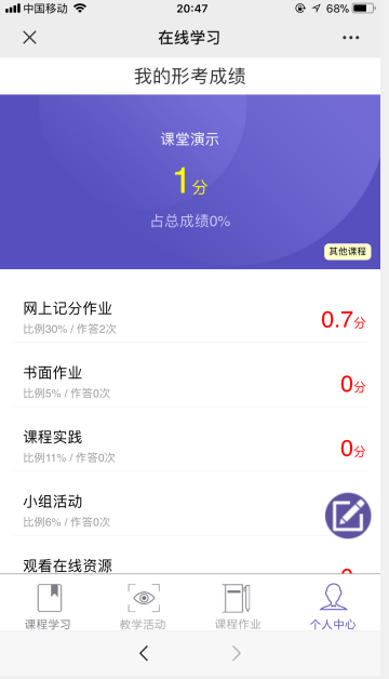 中国移动 20:47 68%
在线学习
我的形考成绩
课堂演示
1分
占总成绩0%
其他课程
网上记分作业
比例30% / 作答2次
0.7分
书面作业
比例5% / 作答0次
0分
课程实践
比例11% / 作答0次
0分
小组活动
比例6% / 作答0次
观看在线资源
课程学习 教学活动 课程作业 个人中心